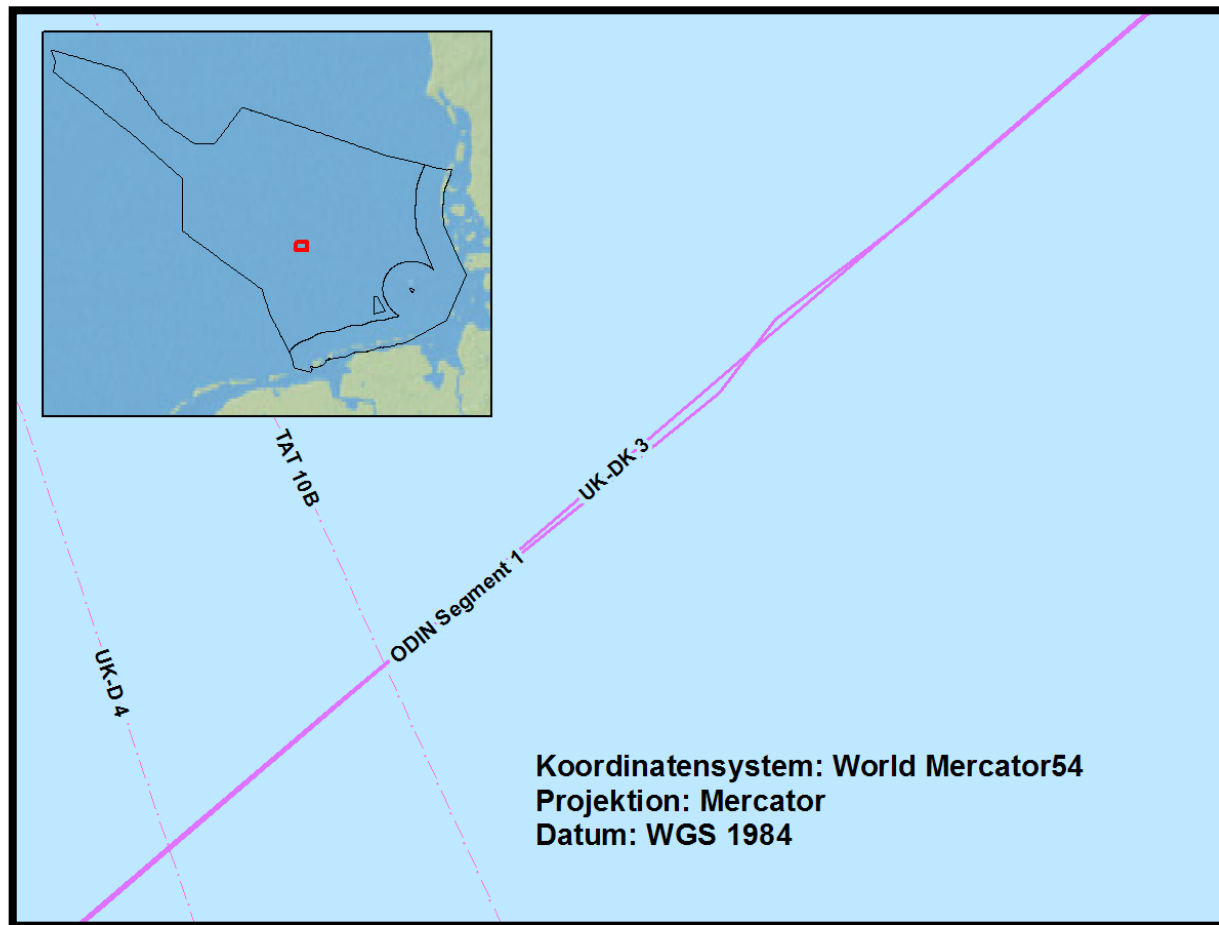 TAT 10B
UK-DK 3
ODIN Segment 1
UK-D 4
Koordinatensystem: World Mercator54
Projektion: Mercator
Datum: WGS 1984